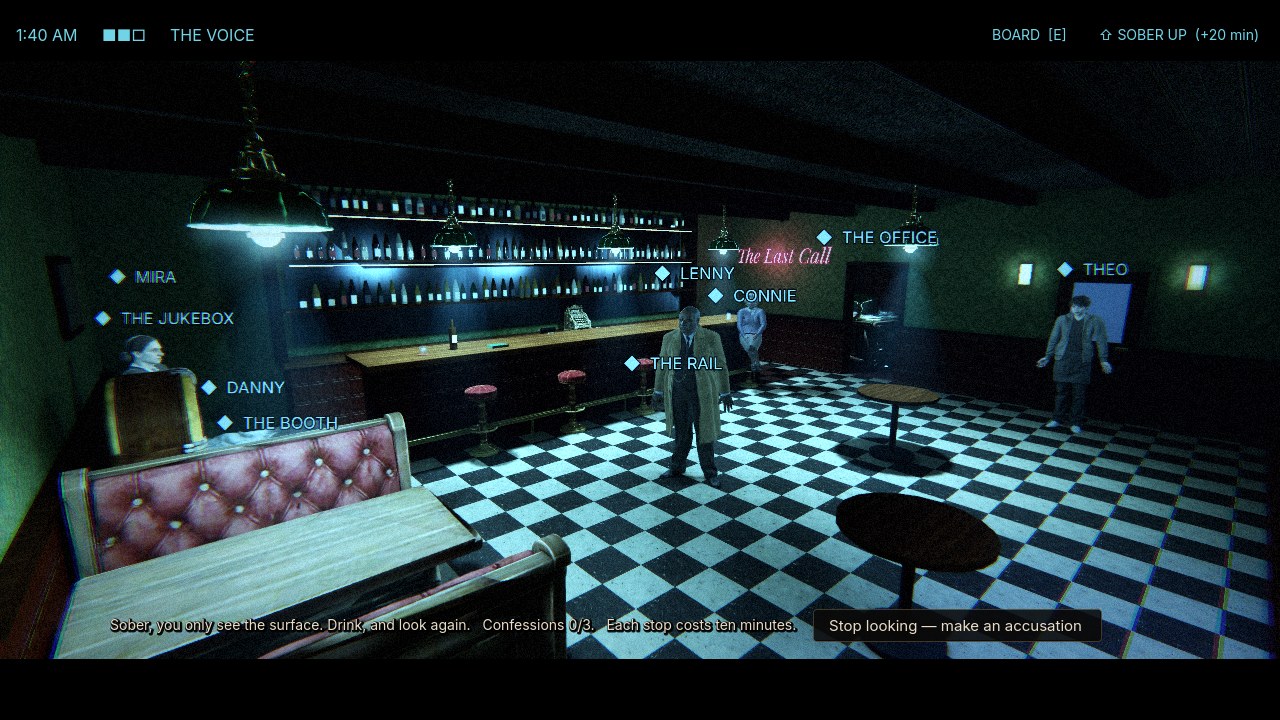 1:40 AM THE VOICE BOARD [E] ⇧ SOBER UP (+20 min)
The Last Call
THE OFFICE
MIRA
LENNY
THEO
CONNIE
THE JUKEBOX
THE RAIL
DANNY
THE BOOTH
Sober, you only see the surface. Drink, and look again. Confessions 0/3. Each stop costs ten minutes. Stop looking — make an accusation